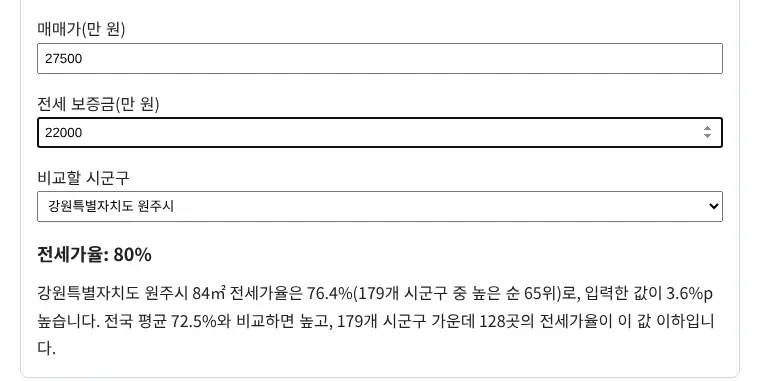 매매가(만 원)
27500
전세 보증금(만 원)
22000
비교할 시군구
강원특별자치도 원주시
전세가율: 80%
강원특별자치도 원주시 84㎡ 전세가율은 76.4%(179개 시군구 중 높은 순 65위)로, 입력한 값이 3.6%p
높습니다. 전국 평균 72.5%와 비교하면 높고, 179개 시군구 가운데 128곳의 전세가율이 이 값 이하입니
다.